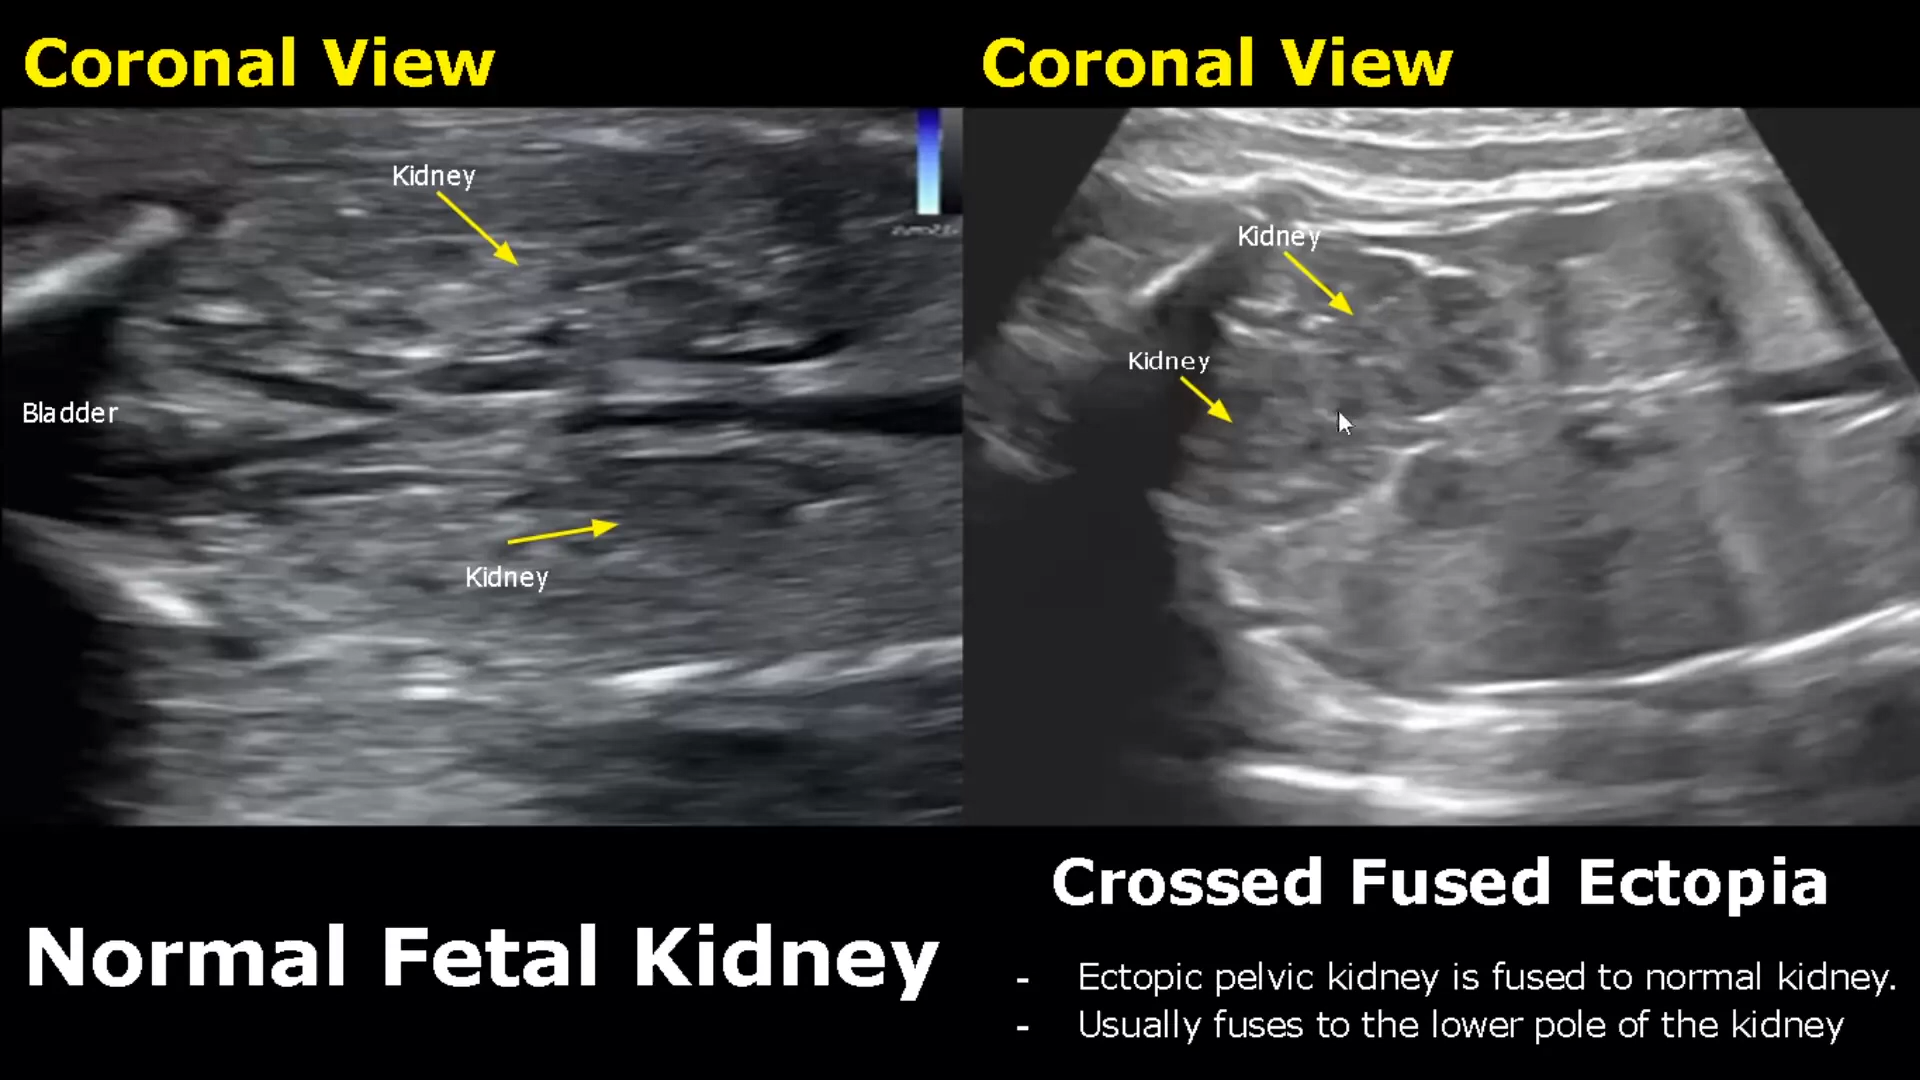 Coronal View
Kidney
Bladder
Kidney
Normal Fetal Kidney
Coronal View
Kidney
Kidney
Crossed Fused Ectopia
- Ectopic pelvic kidney is fused to normal kidney.
- Usually fuses to the lower pole of the kidney